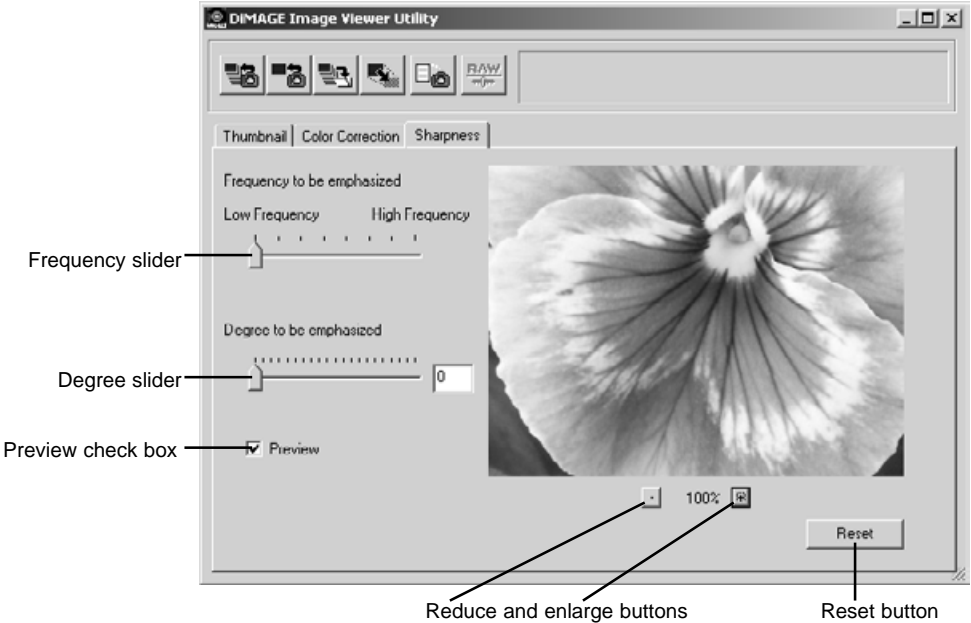 DiMAGE Image Viewer Utility
RAW
Thumbnail Color Correction Sharpness
Frequency to be emphasized
Low Frequency High Frequency
Frequency slider
Degree to be emphasized
Degree slider 0
Preview check box Preview
- 100% +
Reset
Reduce and enlarge buttons Reset button